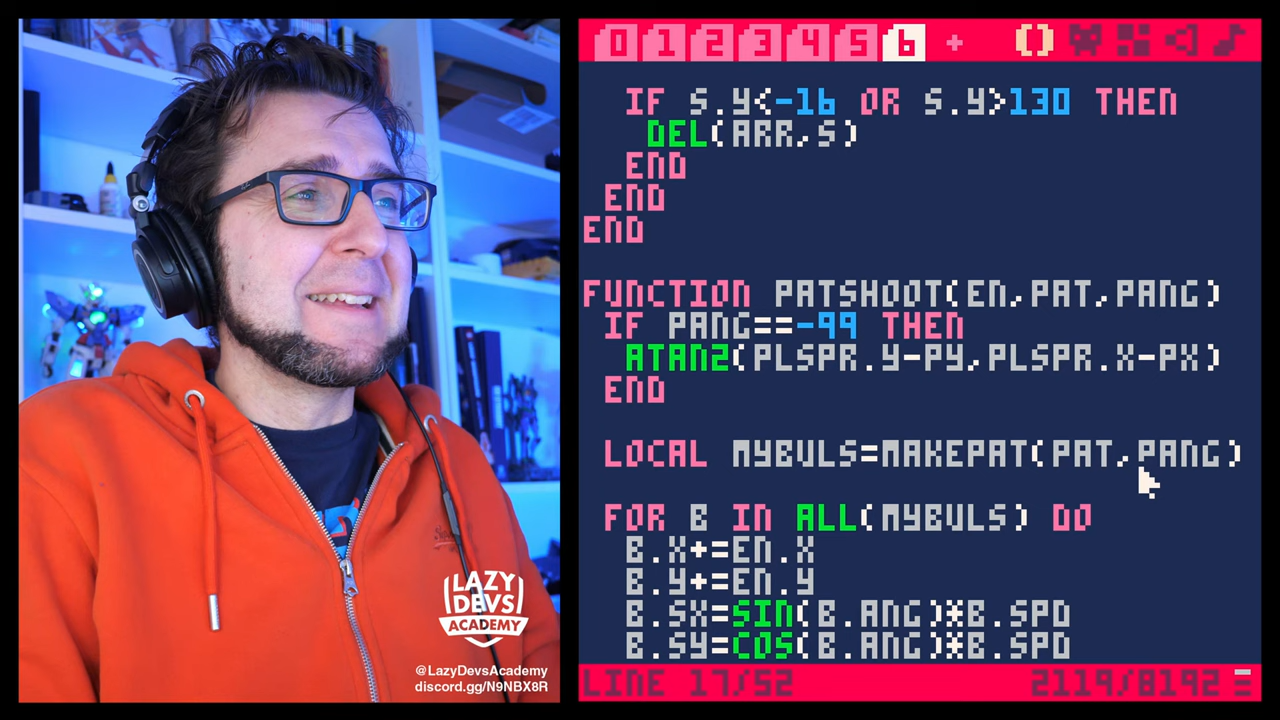 LAZY
DEVS
ACADEMY
@LazyDevsAcademy
discord.gg/N9NBX8R
0 1 2 3 4 5 6 + ()
IF S.Y<-16 OR S.Y>130 THEN
DEL(ARR,S)
END
END
END
FUNCTION PATSHOOT(EN,PAT,PANG)
IF PANG==-99 THEN
ATAN2(PLSPR.Y-PY,PLSPR.X-PX)
END
LOCAL MYBULS=MAKEPAT(PAT,PANG)
FOR B IN ALL(MYBULS) DO
B.X+=EN.X
B.Y+=EN.Y
B.SX=SIN(B.ANG)*B.SPD
B.SY=COS(B.ANG)*B.SPD
LINE 17/52 2119/8192